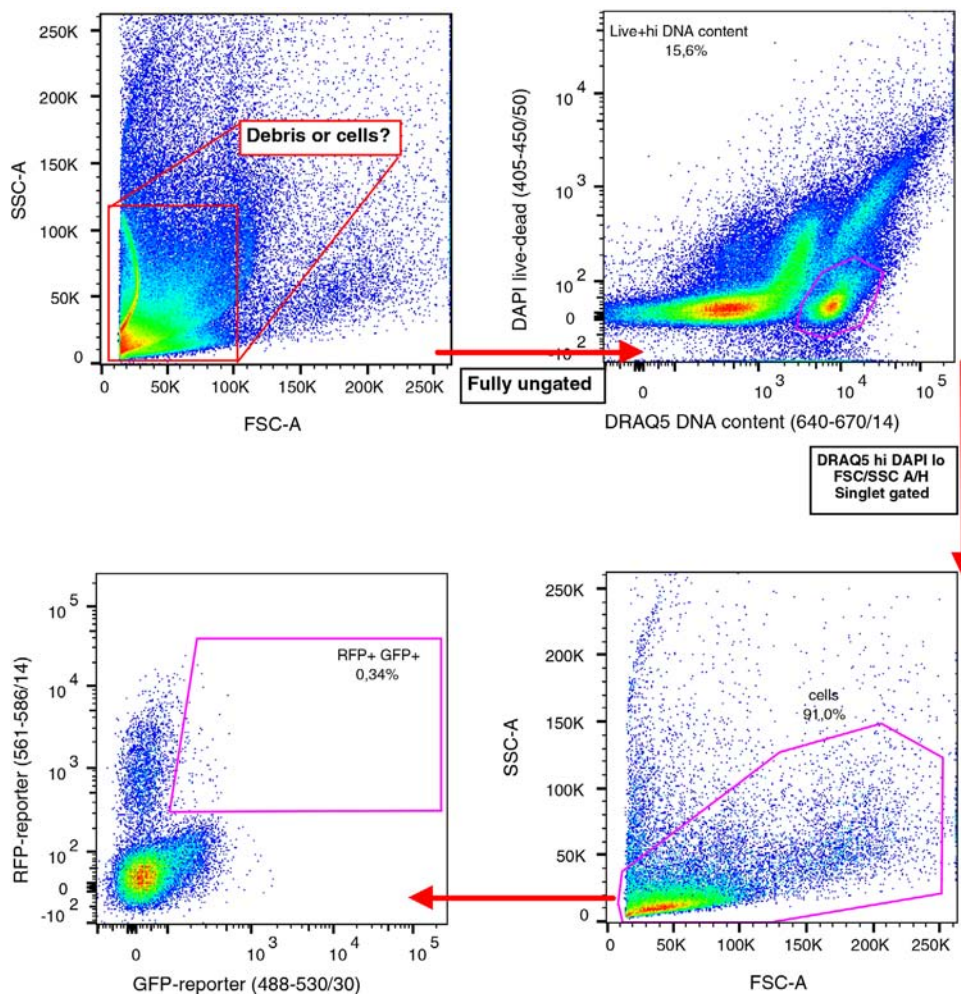 250K
200K
150K
100K
50K
0
SSC-A
Debris or cells?
0 50K 100K 150K 200K 250K
FSC-A
Fully ungated
Live+hi DNA content
15,6%
10 4
10 3
10 2
0
-10 2
DAPI live-dead (405-450/50)
0 10 3 10 4 10 5
DRAQ5 DNA content (640-670/14)
DRAQ5 hi DAPI lo
FSC/SSC A/H
Singlet gated
10 5
10 4
10 3
10 2
0
-10 2
RFP-reporter (561-586/14)
RFP+ GFP+
0,34%
0 10 3 10 4 10 5
GFP-reporter (488-530/30)
250K
200K
150K
100K
50K
0
SSC-A
cells
91,0%
0 50K 100K 150K 200K 250K
FSC-A